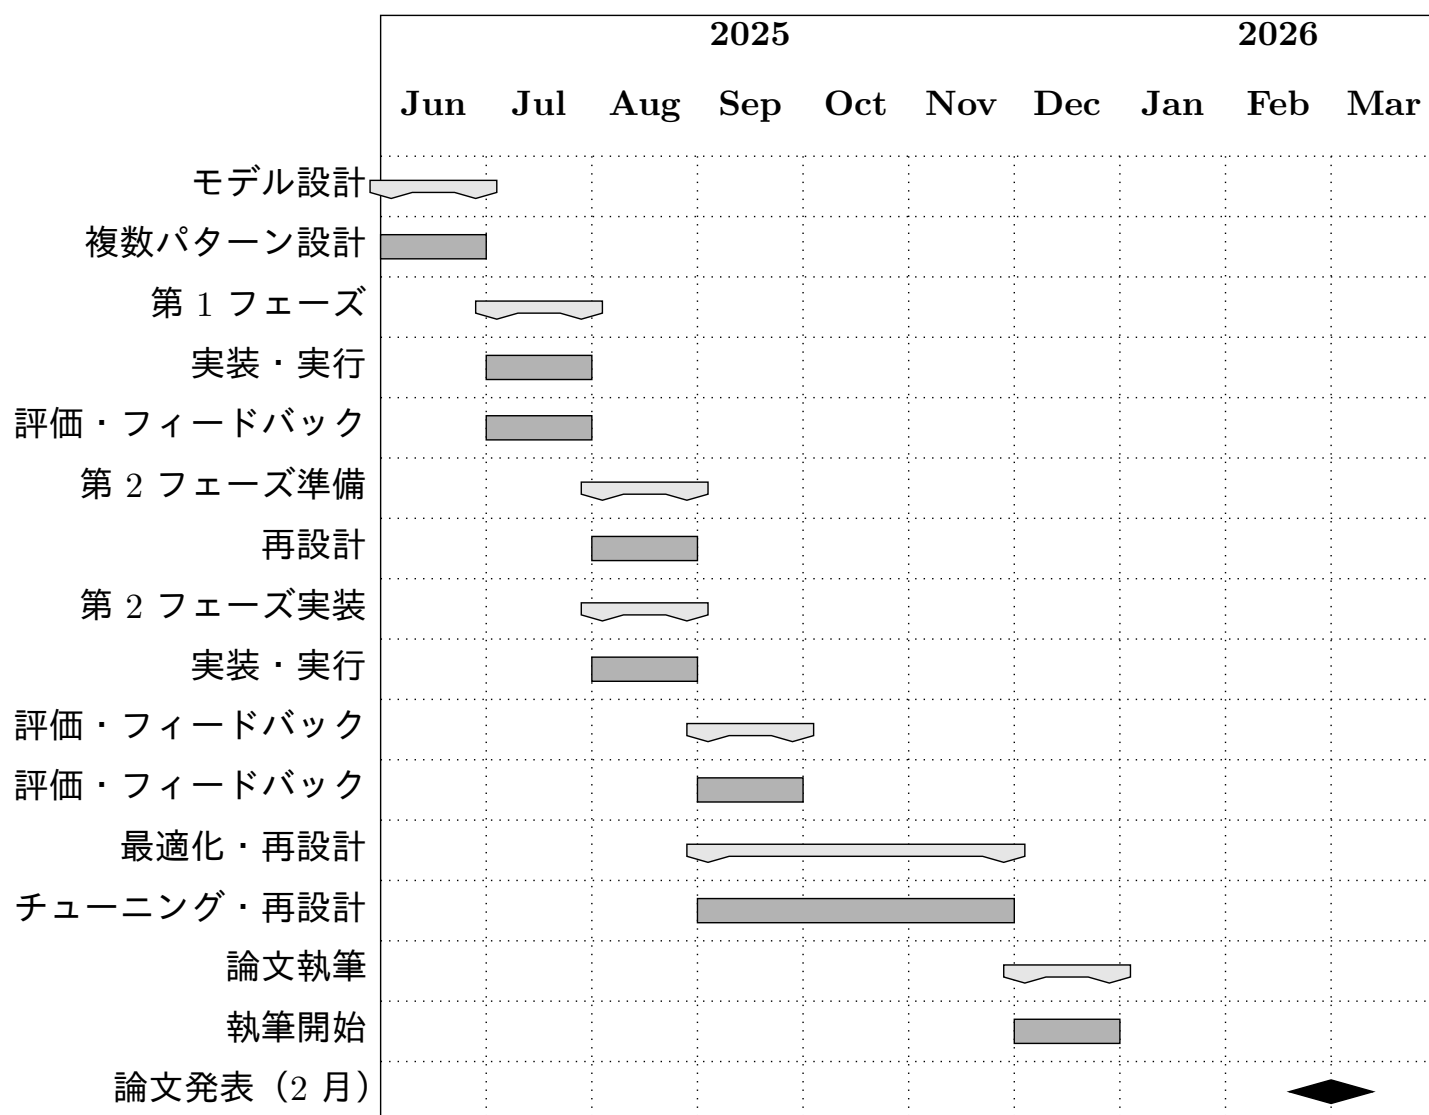 2025 2026
Jun Jul Aug Sep Oct Nov Dec Jan Feb Mar
モデル設計
複数パターン設計
第 1 フェーズ
実装・実行
評価・フィードバック
第 2 フェーズ準備
再設計
第 2 フェーズ実装
実装・実行
評価・フィードバック
評価・フィードバック
最適化・再設計
チューニング・再設計
論文執筆
執筆開始
論文発表（2 月）